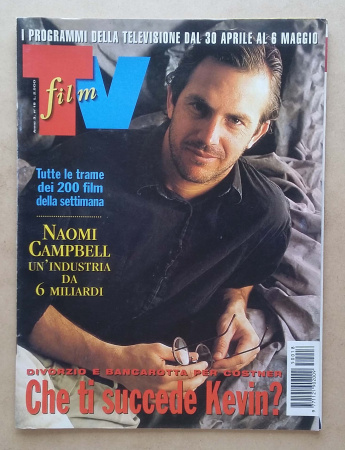 I PROGRAMMI DELLA TELEVISIONE DAL 30 APRILE AL 6 MAGGIO
film
TV
Tutte le trame
dei 200 film
della settimana
NAOMI
CAMPBELL
UN'INDUSTRIA
DA
6 MILIARDI
DIVORZIO E BANCAROTTA PER COSTNER
Che ti succede Kevin?